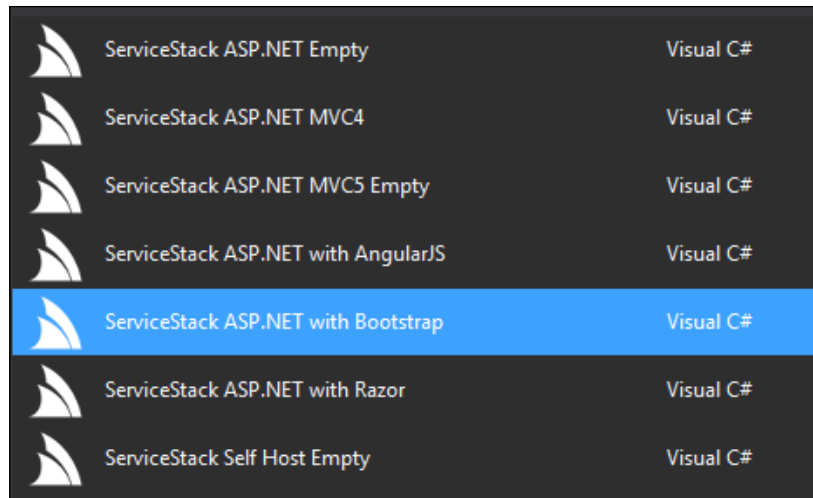 ServiceStack ASP.NET Empty Visual C#
ServiceStack ASP.NET MVC4 Visual C#
ServiceStack ASP.NET MVC5 Empty Visual C#
ServiceStack ASP.NET with AngularJS Visual C#
ServiceStack ASP.NET with Bootstrap Visual C#
ServiceStack ASP.NET with Razor Visual C#
ServiceStack Self Host Empty Visual C#